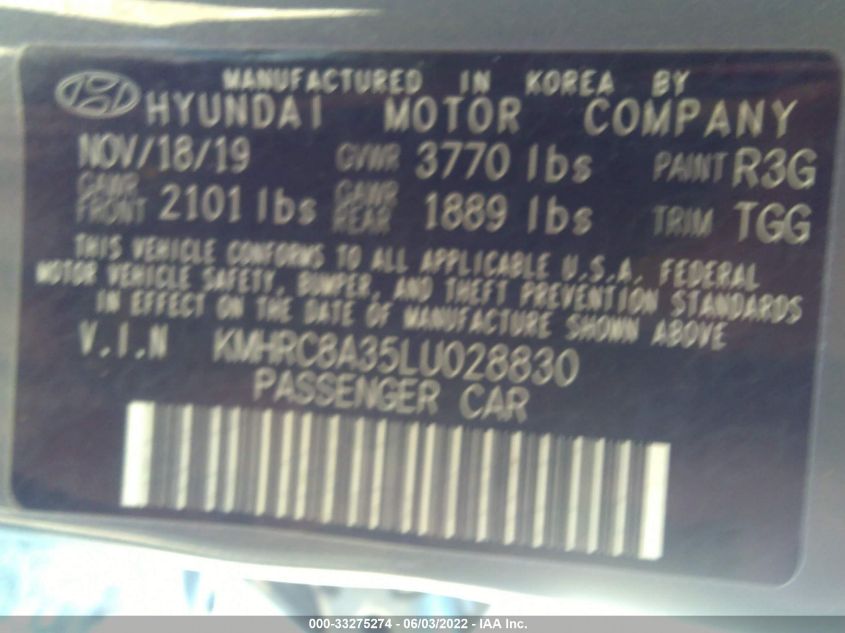 MANUFACTURED IN KOREA BY
HYUNDAI MOTOR COMPANY
NOV/18/19 GVWR 3770 lbs PAINT R3G
GAWR FRONT 2101 lbs GAWR REAR 1889 lbs TRIM TGG
THIS VEHICLE CONFORMS TO ALL APPLICABLE U.S.A. FEDERAL
MOTOR VEHICLE SAFETY, BUMPER, AND THEFT PREVENTION STANDARDS
IN EFFECT ON THE DATE OF MANUFACTURE SHOWN ABOVE
V.I.N KMHRC8A35LU028830
PASSENGER CAR
000-33275274 / 06/03/2022 - IAA Inc.